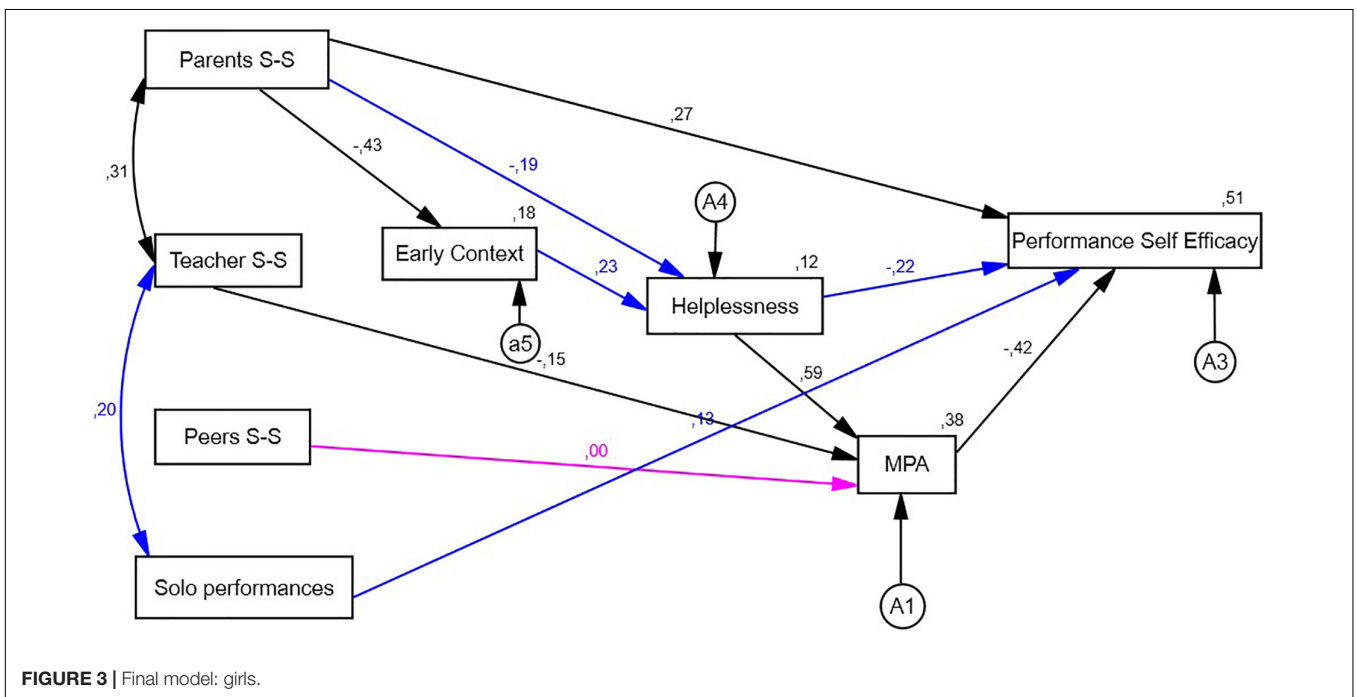 Parents S-S
,27
-,43
-,19
,31
,18
A4
,51
Teacher S-S
Early Context
,23
,12
Performance Self Efficacy
-,22
Helplessness
a5
-,15
-,42
A3
,59
,20
Peers S-S
,13
,38
,00
MPA
Solo performances
A1
FIGURE 3 | Final model: girls.